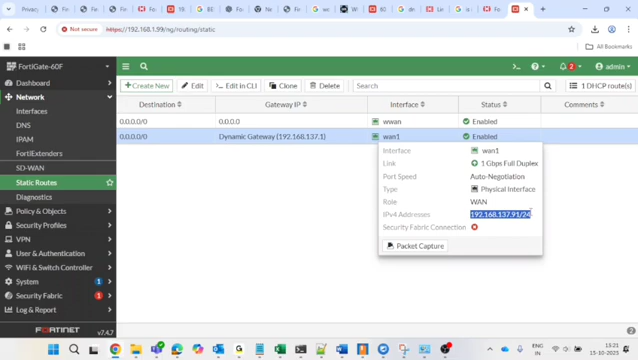 https://192.168.1.99/ng/routing/static
All Bookmarks
FortiGate-60F
admin
2
Dashboard
Network
Interfaces
DNS
IPAM
FortiExtenders
SD-WAN
Static Routes
Diagnostics
Policy & Objects
Security Profiles
VPN
User & Authentication
WiFi & Switch Controller
System 1
Security Fabric 1
Log & Report
FORTINET
v7.4.7
Create New Edit Edit in CLI Clone Delete Search 1 DHCP route(s)
Destination Gateway IP Interface Status Comments
0.0.0.0/0 0.0.0.0 wwan Enabled
0.0.0.0/0 Dynamic Gateway (192.168.137.1) wan1 Enabled
Interface wan1
Link 1 Gbps Full Duplex
Port Speed Auto-Negotiation
Type Physical Interface
Role WAN
IPv4 Addresses 192.168.137.91/24
Security Fabric Connection
Packet Capture
2
ENG
IN
13:21
15-10-2025